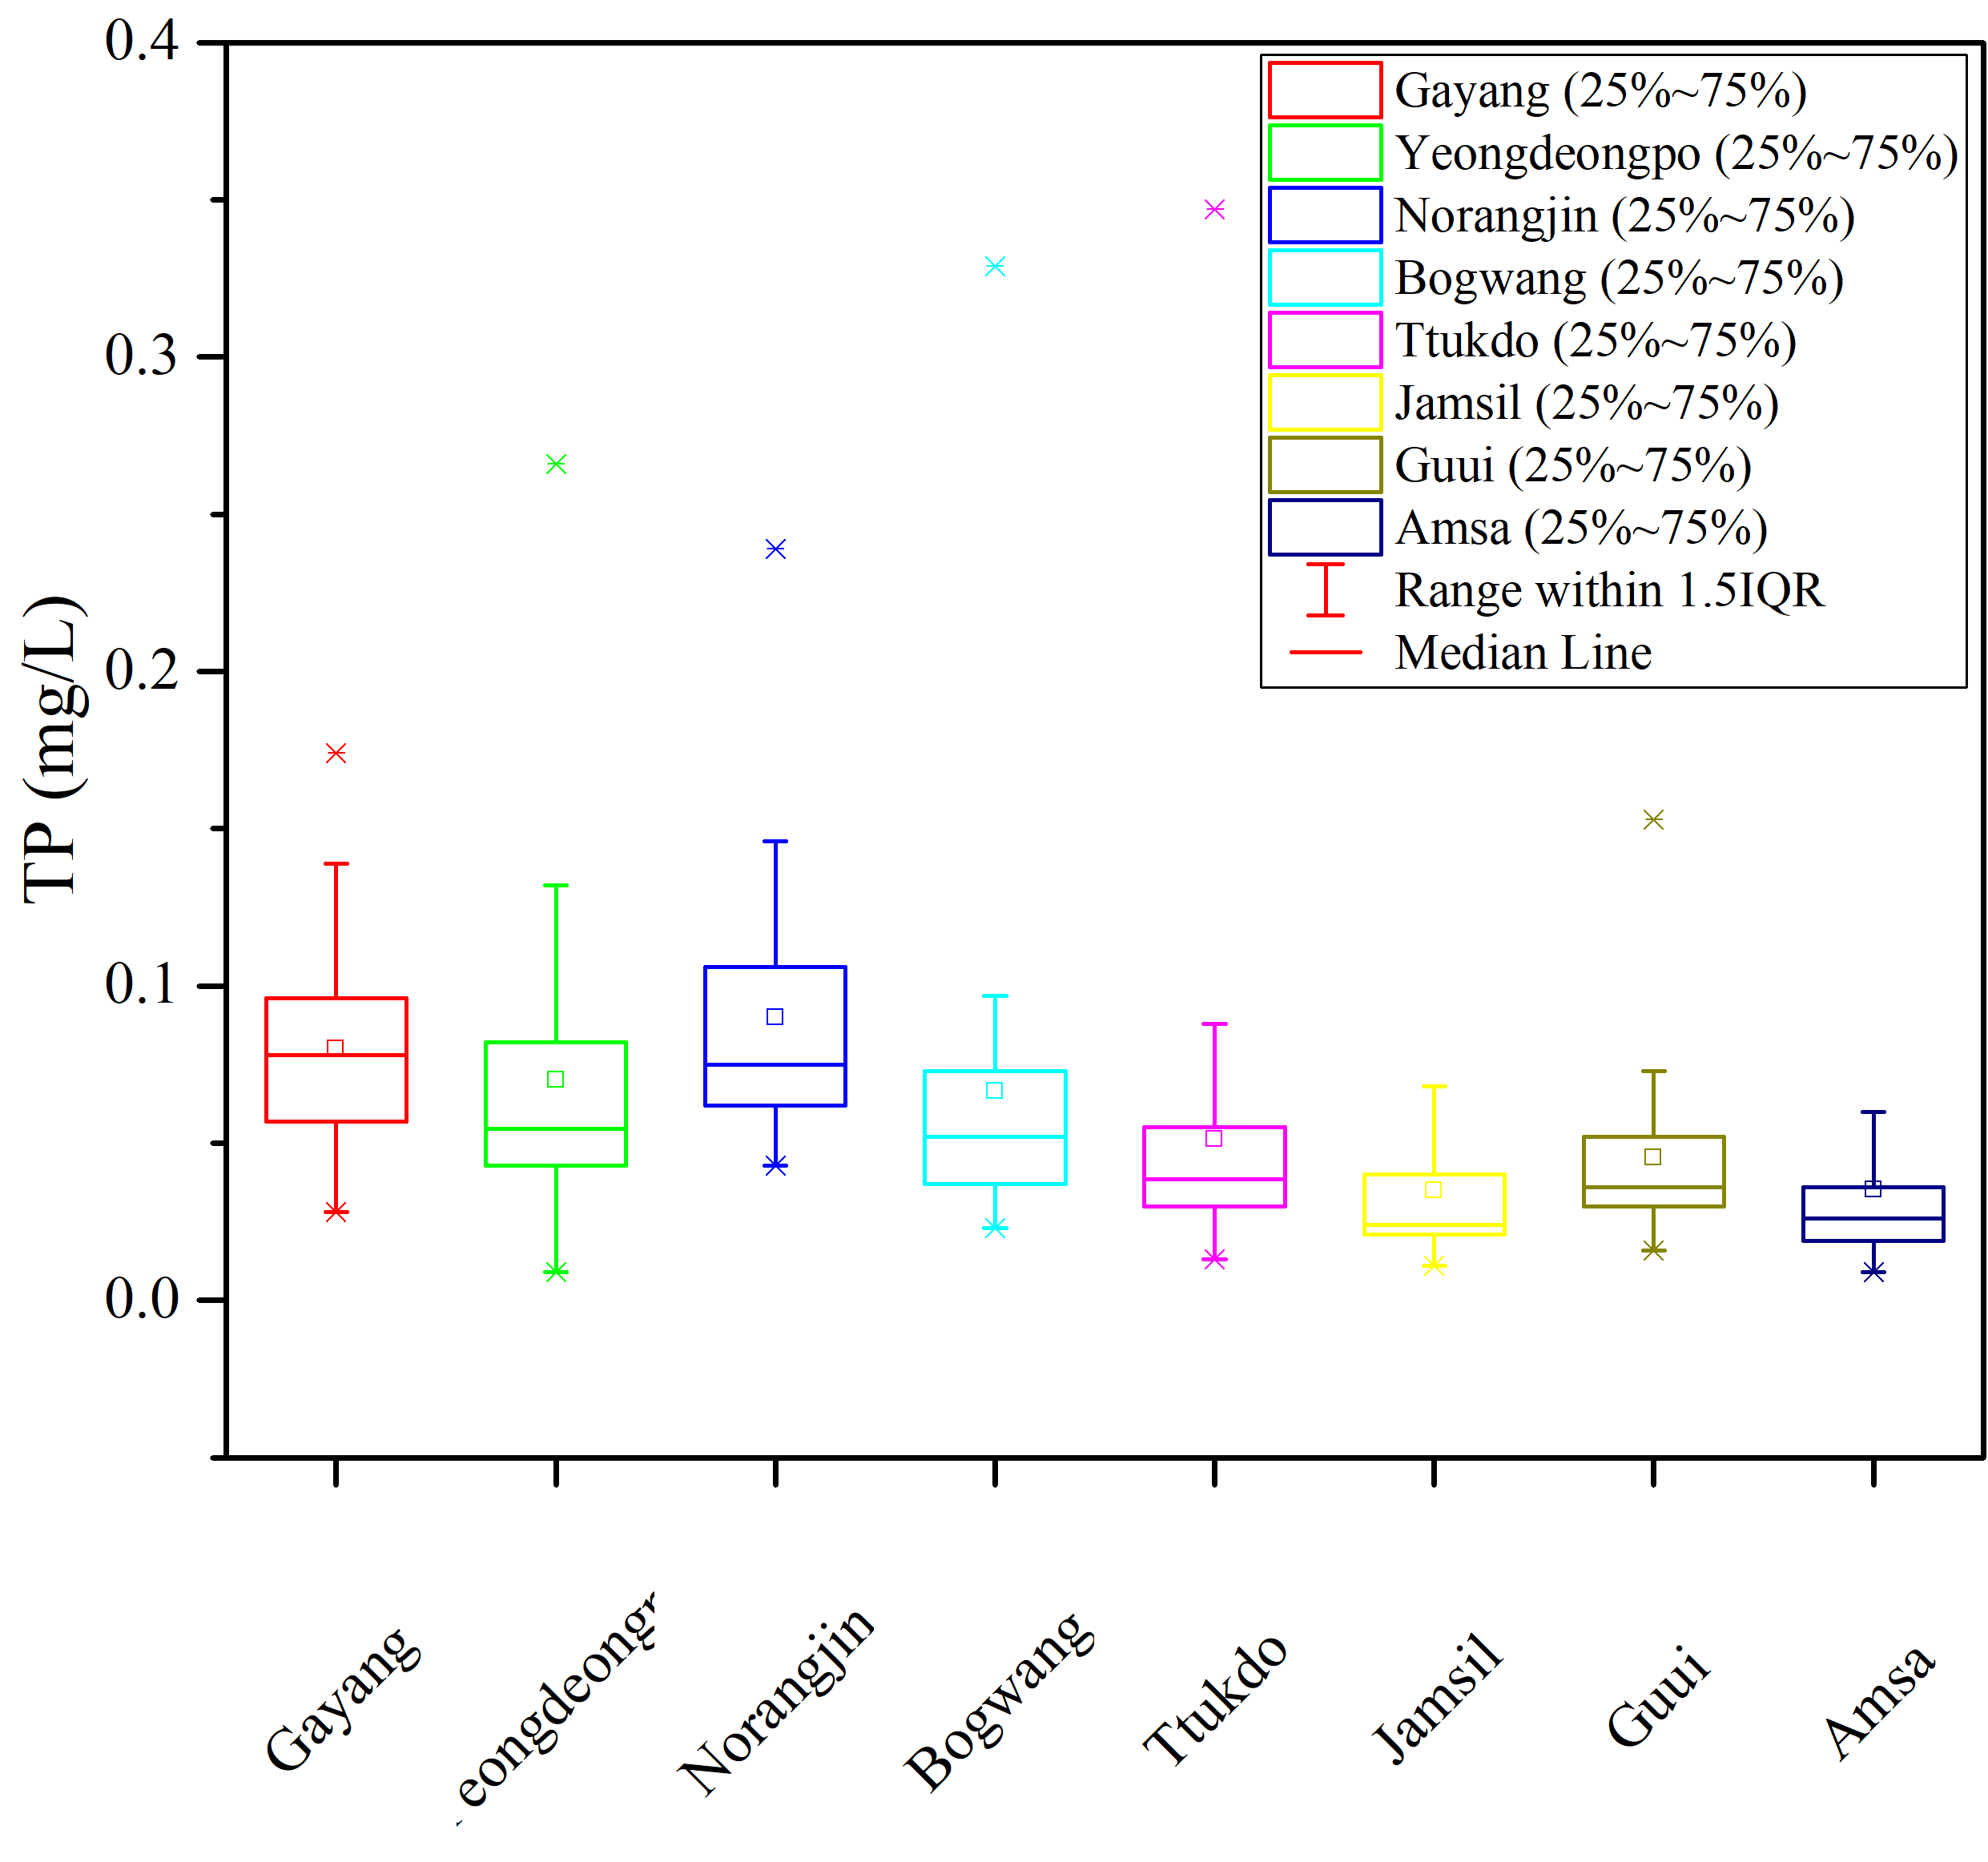 0.4
0.3
0.2
0.1
0.0
TP (mg/L)
Gayang (25%~75%)
Yeongdeongpo (25%~75%)
Norangjin (25%~75%)
Bogwang (25%~75%)
Ttukdo (25%~75%)
Jamsil (25%~75%)
Guui (25%~75%)
Amsa (25%~75%)
Range within 1.5IQR
Median Line
Gayang
eongdeong
Norangjin
Bogwang
Ttukdo
Jamsil
Guui
Amsa